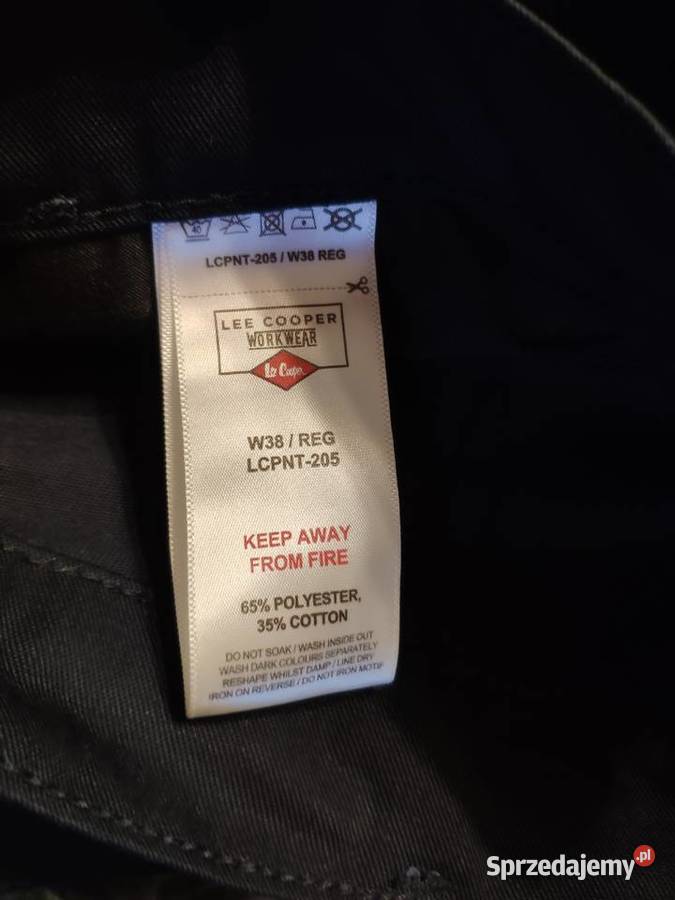 40
LCPNT-205 / W38 REG
LEE COOPER
WORKWEAR
Lee Cooper
W38 / REG
LCPNT-205
KEEP AWAY
FROM FIRE
65% POLYESTER,
35% COTTON
DO NOT SOAK / WASH INSIDE OUT
WASH DARK COLOURS SEPARATELY
RESHAPE WHILST DAMP / LINE DRY
IRON ON REVERSE / DO NOT IRON MOTIF
Sprzedajemy.pl